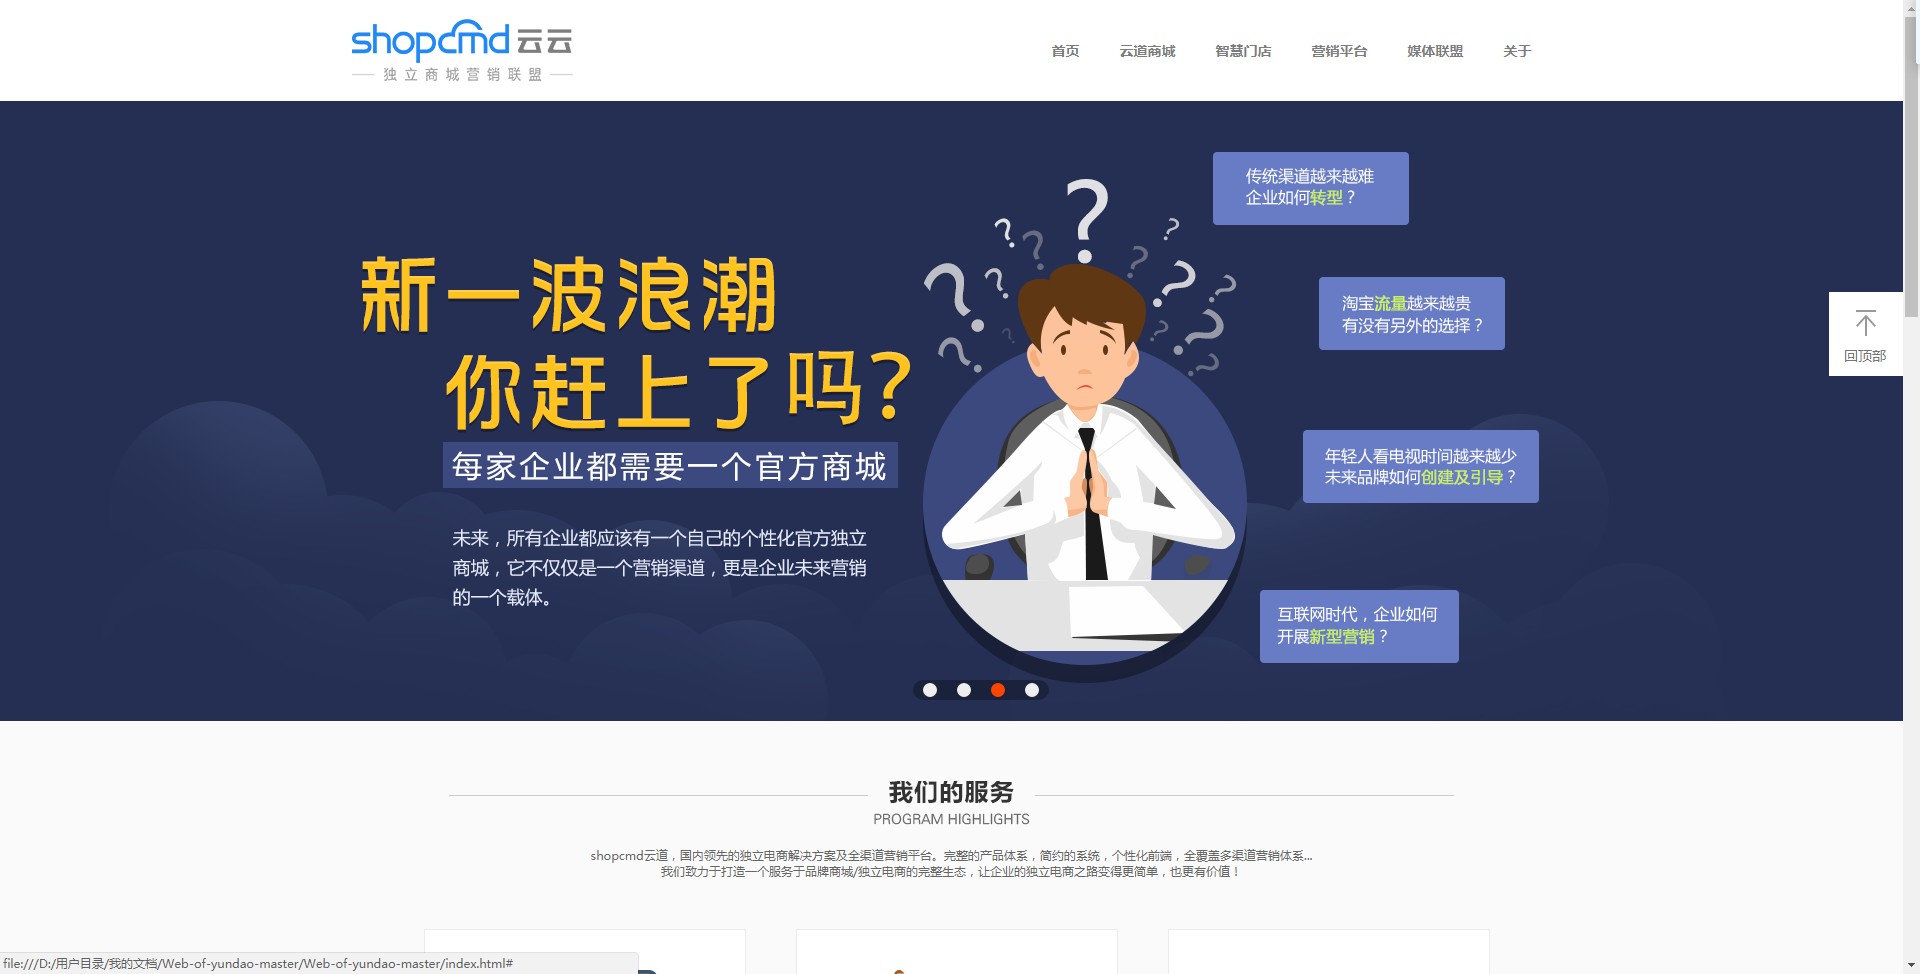 shopcmd云云
独立商城营销联盟
首页 云道商城 智慧门店 营销平台 媒体联盟 关于
传统渠道越来越难
企业如何转型？
新一波浪潮
你赶上了吗?
每家企业都需要一个官方商城
未来，所有企业都应该有一个自己的个性化官方独立
商城，它不仅仅是一个营销渠道，更是企业未来营销
的一个载体。
淘宝流量越来越贵
有没有另外的选择？
回顶部
年轻人看电视时间越来越少
未来品牌如何创建及引导？
互联网时代，企业如何
开展新型营销？
我们的服务
PROGRAM HIGHLIGHTS
shopcmd云道，国内领先的独立电商解决方案及全渠道营销平台。完整的产品体系，简约的系统，个性化前端，全覆盖多渠道营销体系...
我们致力于打造一个服务于品牌商城/独立电商的完整生态，让企业的独立电商之路变得更简单，也更有价值！
file:///D:/用户目录/我的文档/Web-of-yundao-master/Web-of-yundao-master/index.html#